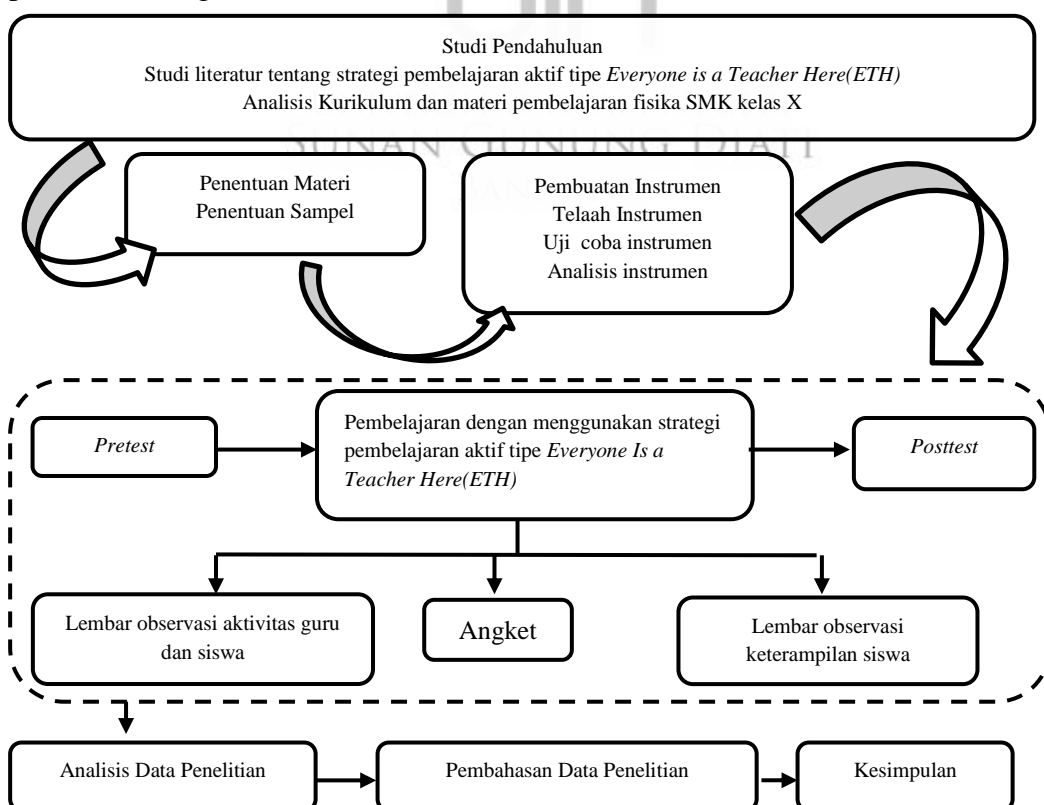 Studi Pendahuluan
Studi literatur tentang strategi pembelajaran aktif tipe Everyone is a Teacher Here(ETH)
Analisis Kurikulum dan materi pembelajaran fisika SMK kelas X
SUNAN GUNUNG DJATI
Penentuan Materi
Penentuan Sampel
Pembuatan Instrumen
Telaah Instrumen
Uji coba instrumen
Analisis instrumen
Pretest
Pembelajaran dengan menggunakan strategi
pembelajaran aktif tipe Everyone Is a
Teacher Here(ETH)
Posttest
Lembar observasi aktivitas guru
dan siswa
Angket
Lembar observasi
keterampilan siswa
Analisis Data Penelitian
Pembahasan Data Penelitian
Kesimpulan